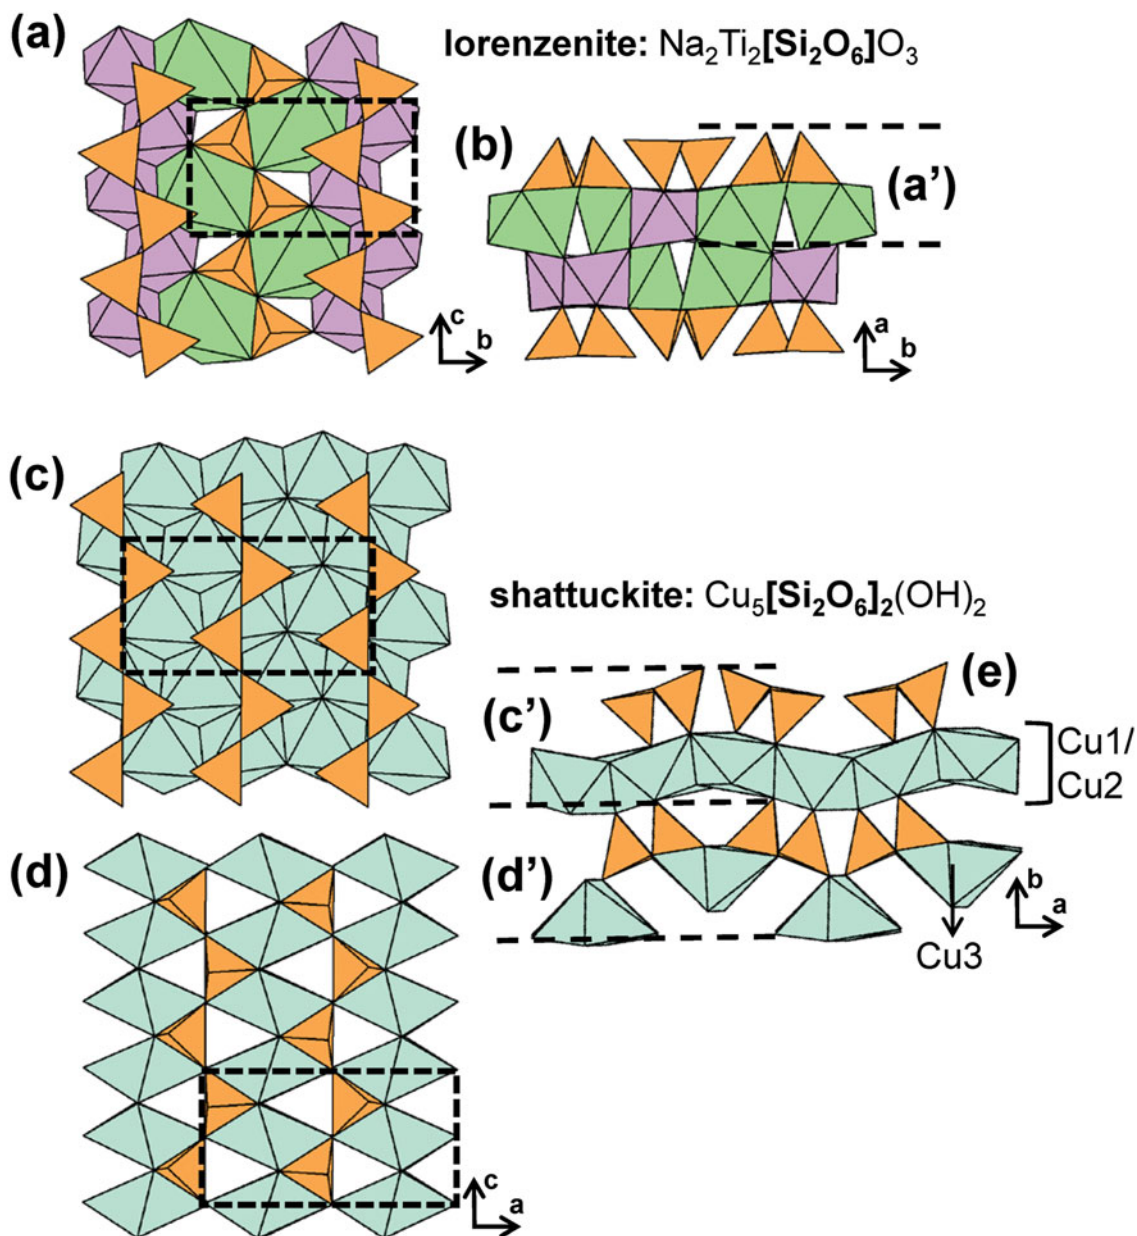 (a)
lorenzenite: Na₂Ti₂[Si₂O₆]O₃
(b)
(a’)
c
b
a
b
(c)
shattuckite: Cu₅[Si₂O₆]₂(OH)₂
(e)
(c’)
Cu1/
Cu2
(d)
(d’)
b
a
Cu3
c
a